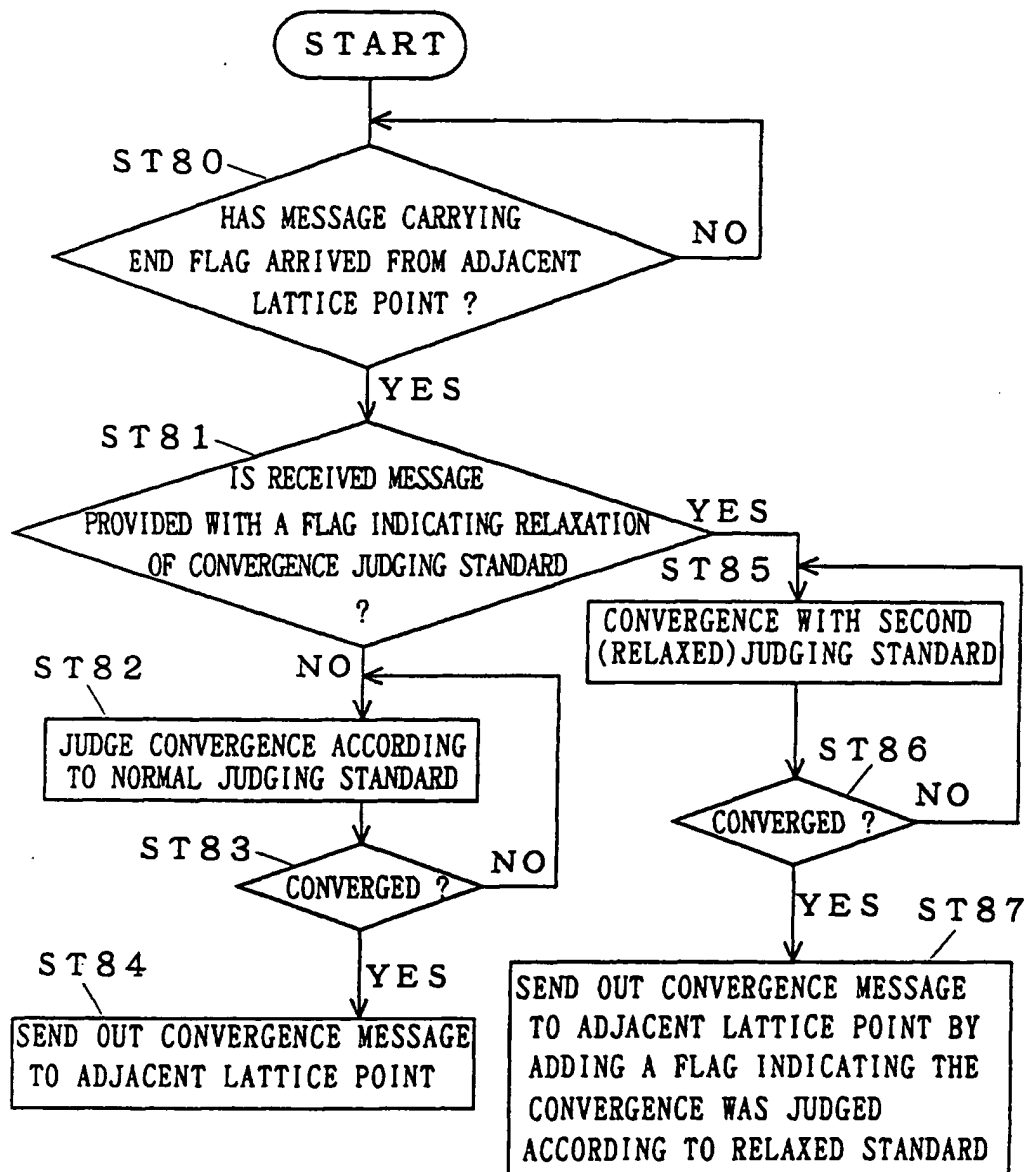 START
ST80
HAS MESSAGE CARRYING
END FLAG ARRIVED FROM ADJACENT
LATTICE POINT ?
NO
YES
ST81
IS RECEIVED MESSAGE
PROVIDED WITH A FLAG INDICATING RELAXATION
OF CONVERGENCE JUDGING STANDARD
?
YES
NO
ST82
JUDGE CONVERGENCE ACCORDING
TO NORMAL JUDGING STANDARD
ST83
CONVERGED ?
NO
YES
ST84
SEND OUT CONVERGENCE MESSAGE
TO ADJACENT LATTICE POINT
ST85
CONVERGENCE WITH SECOND
(RELAXED)JUDGING STANDARD
ST86
CONVERGED ?
NO
YES
ST87
SEND OUT CONVERGENCE MESSAGE
TO ADJACENT LATTICE POINT BY
ADDING A FLAG INDICATING THE
CONVERGENCE WAS JUDGED
ACCORDING TO RELAXED STANDARD